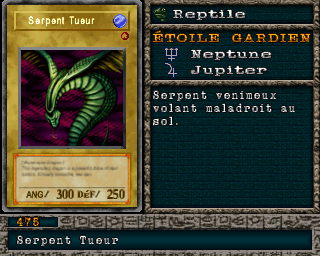 Serpent Tueur
Reptile
ÉTOILE GARDIEN
Neptune
Jupiter
Serpent venimeux
volant maladroit au
sol.
ANG/ 300 DÉF/ 250
475
Serpent Tueur